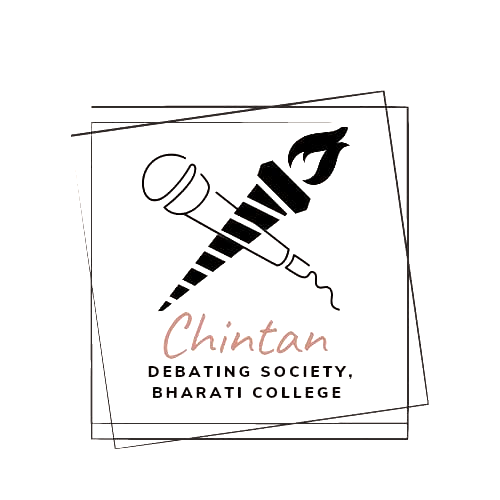 Chintan
DEBATING SOCIETY,
BHARATI COLLEGE